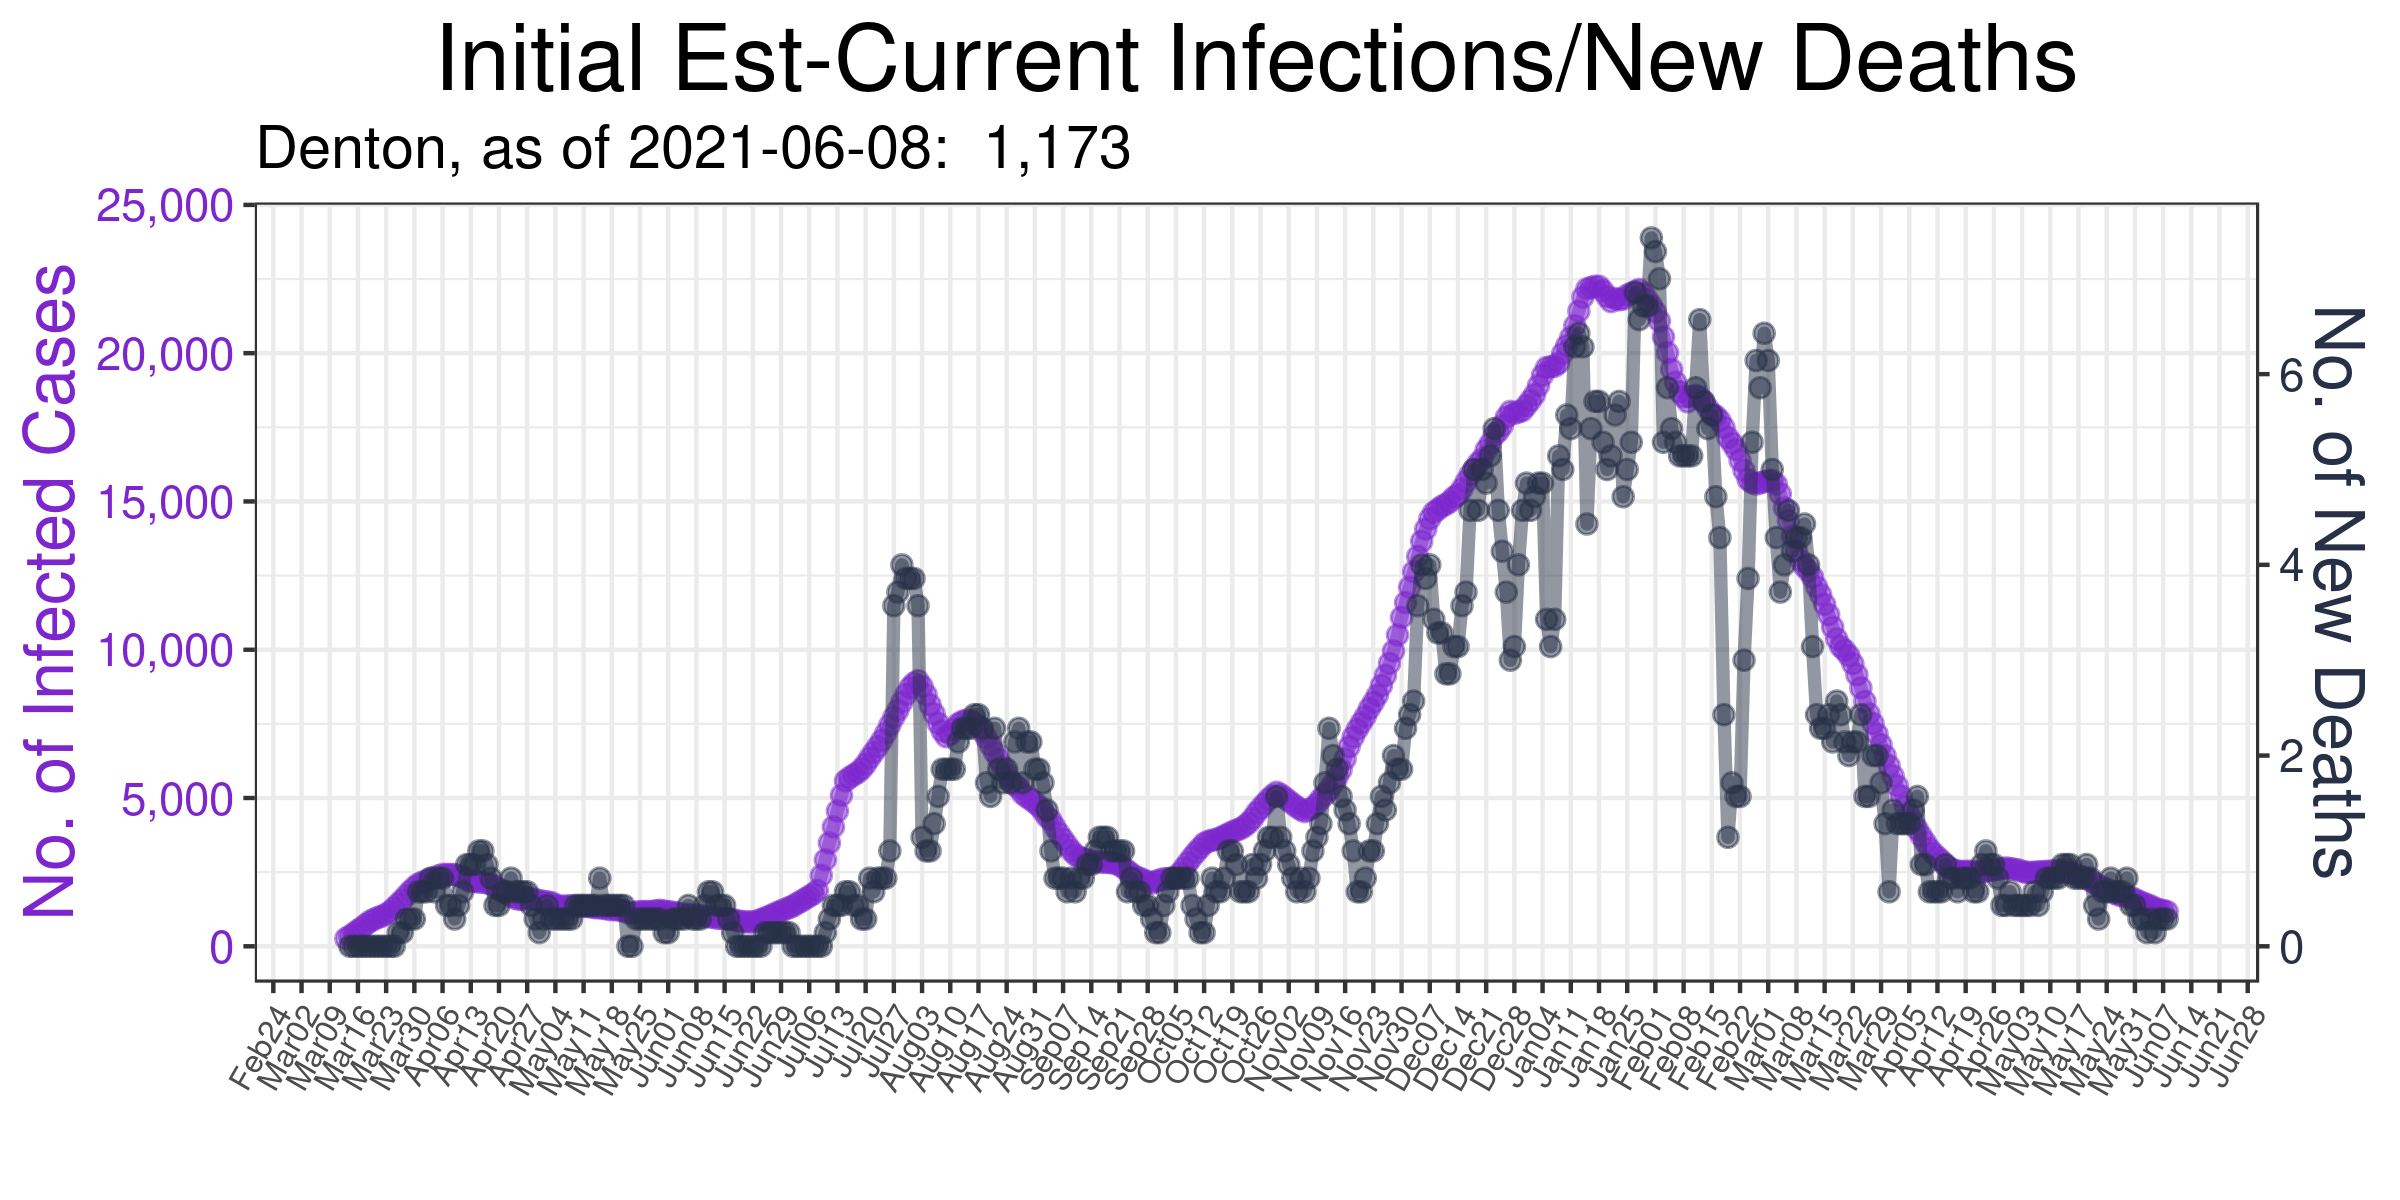 Initial Est-Current Infections/New Deaths
Denton, as of 2021-06-08:  1,173
No. of Infected Cases
25,000
20,000
15,000
10,000
5,000
0
No. of New Deaths
6
4
2
0
Feb24
Mar02
Mar09
Mar16
Mar23
Mar30
Apr06
Apr13
Apr20
Apr27
May04
May11
May18
May25
Jun01
Jun08
Jun15
Jun22
Jun29
Jul06
Jul13
Jul20
Jul27
Aug03
Aug10
Aug17
Aug24
Aug31
Sep07
Sep14
Sep21
Sep28
Oct05
Oct12
Oct19
Oct26
Nov02
Nov09
Nov16
Nov23
Nov30
Dec07
Dec14
Dec21
Dec28
Jan04
Jan11
Jan18
Jan25
Feb01
Feb08
Feb15
Feb22
Mar01
Mar08
Mar15
Mar22
Mar29
Apr05
Apr12
Apr19
Apr26
May03
May10
May17
May24
May31
Jun07
Jun14
Jun21
Jun28